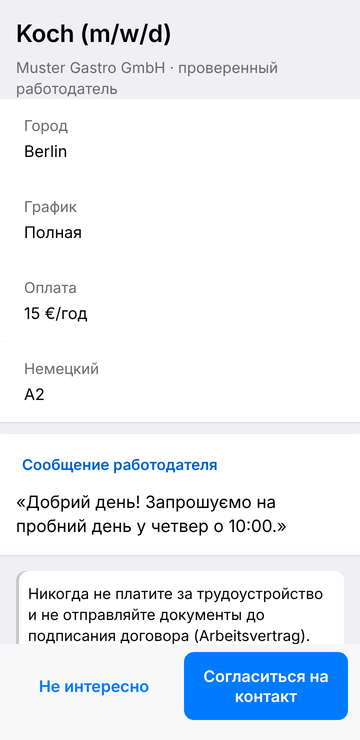 Koch (m/w/d)
Muster Gastro GmbH · проверенный
работодатель
Город
Berlin
График
Полная
Оплата
15 €/год
Немецкий
A2
Сообщение работодателя
«Добрий день! Запрошуємо на
пробний день у четвер о 10:00.»
Никогда не платите за трудоустройство
и не отправляйте документы до
подписания договора (Arbeitsvertrag).
Не интересно
Согласиться на
контакт